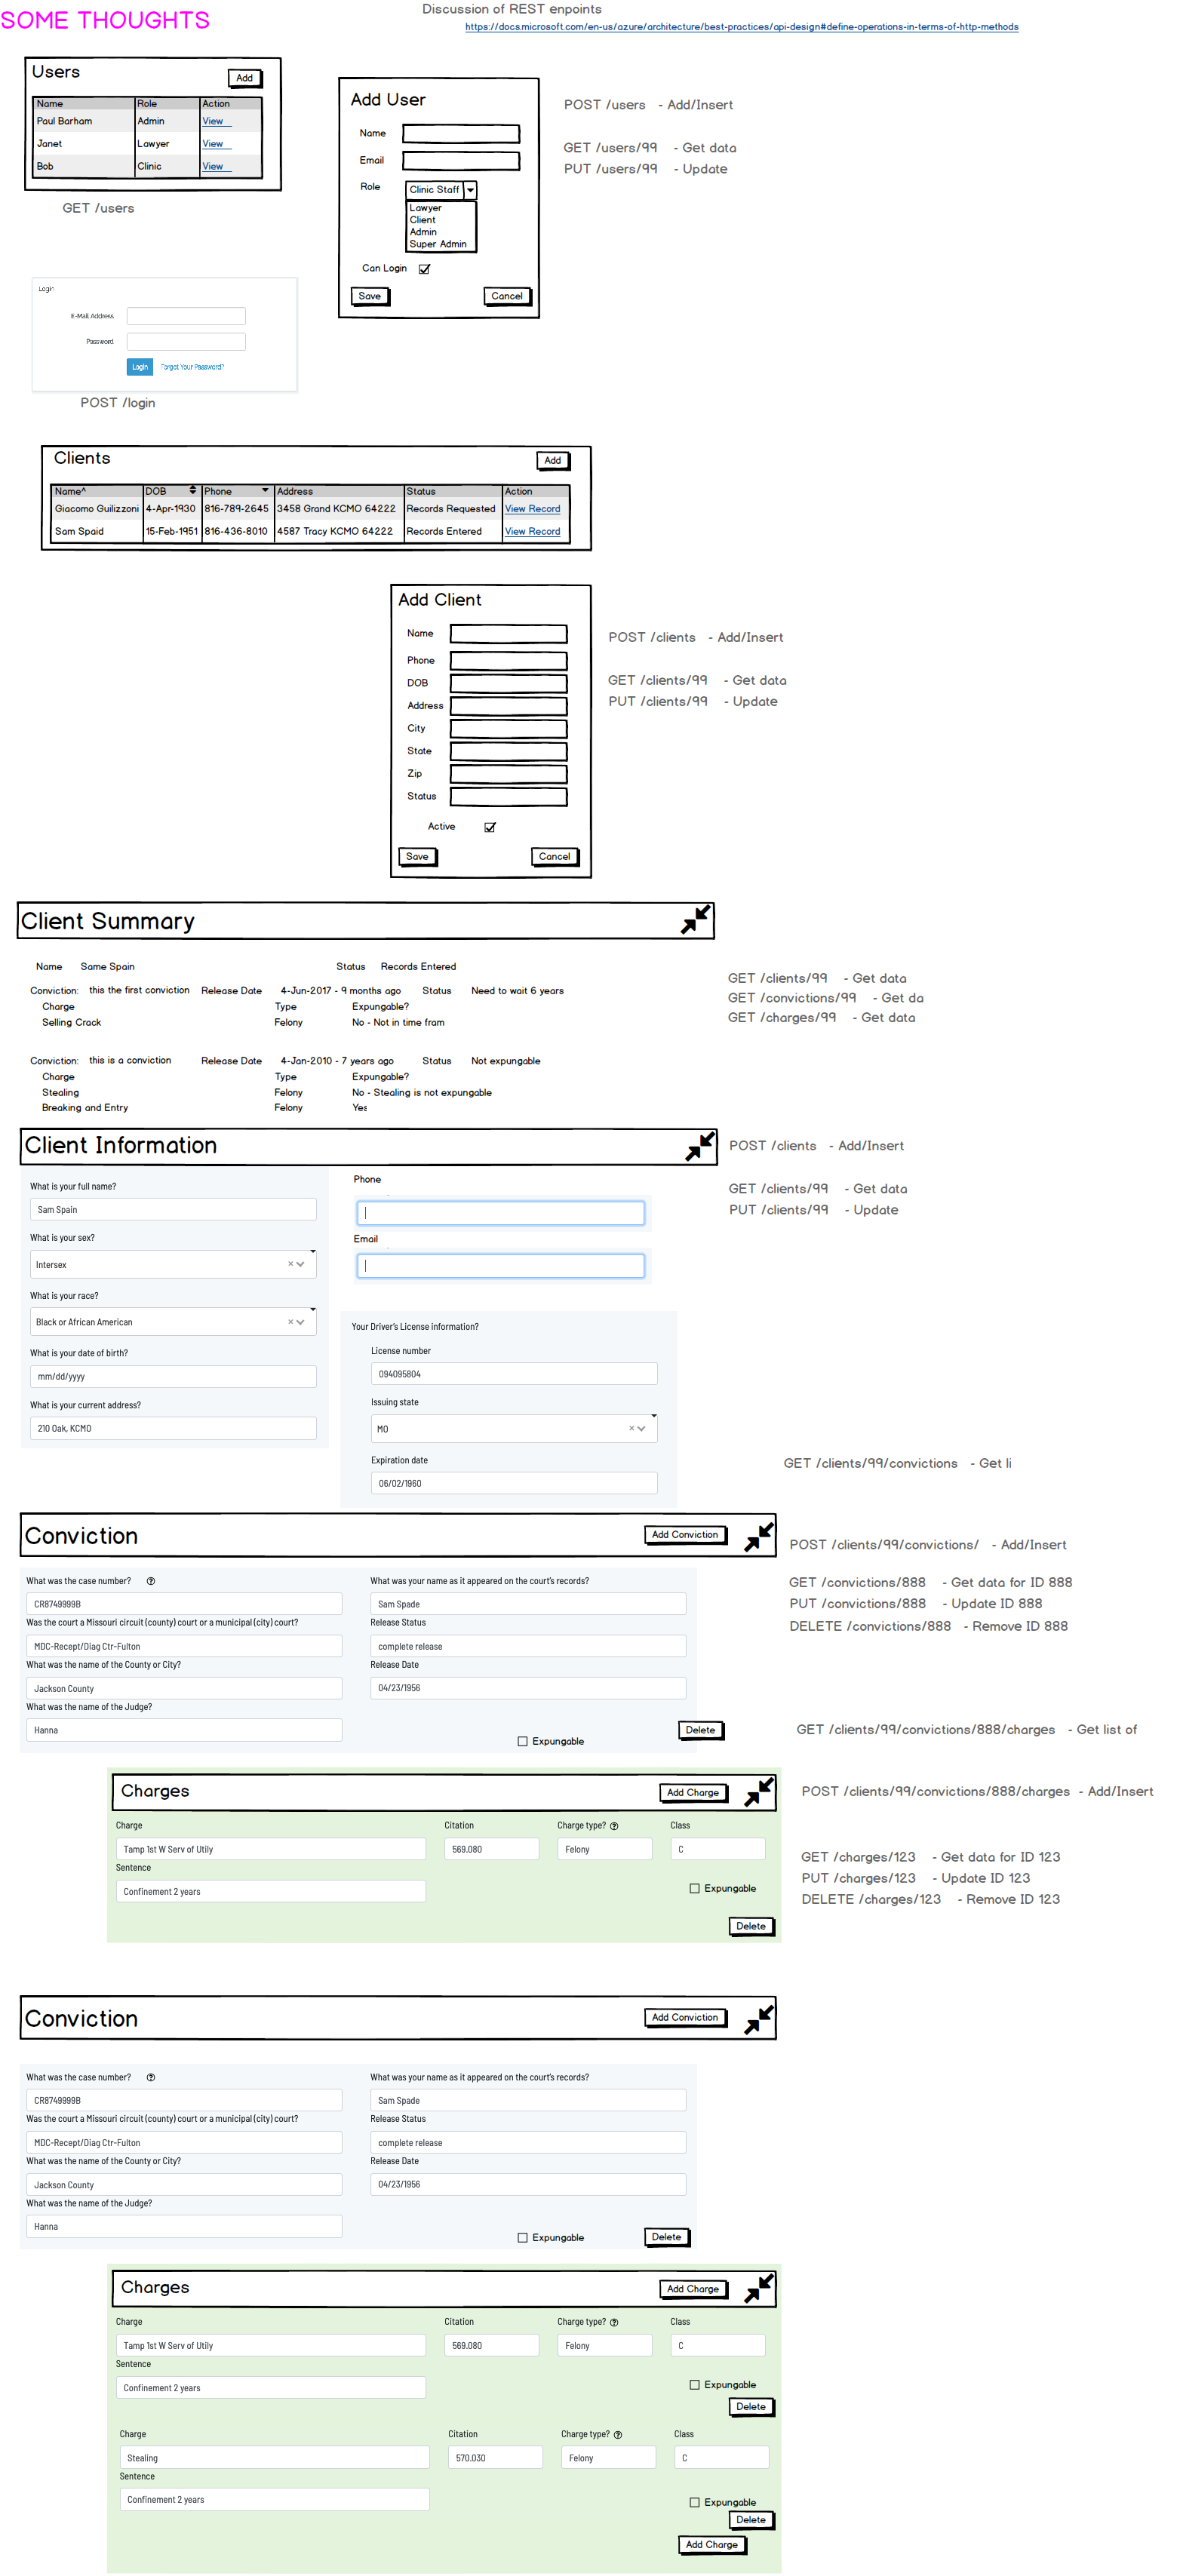 SOME THOUGHTS
Discussion of REST enpoints
https://docs.microsoft.com/en-us/azure/architecture/best-practices/api-design#define-operations-in-terms-of-http-methods
Users
Add
Name Role Action
Paul Barham Admin View
Janet Lawyer View
Bob Clinic View
GET /users
Add User
Name
Email
Role Clinic Staff
Lawyer
Client
Admin
Super Admin
Can Login
Save Cancel
POST /users - Add/Insert
GET /users/99 - Get data
PUT /users/99 - Update
Login
E-Mail Address
Password
Login Forgot Your Password?
POST /login
Clients
Add
Name^ DOB Phone Address Status Action
Giacomo Guilizzoni 4-Apr-1930 816-789-2645 3458 Grand KCMO 64222 Records Requested View Record
Sam Spaid 15-Feb-1951 816-436-8010 4587 Tracy KCMO 64222 Records Entered View Record
Add Client
Name
Phone
DOB
Address
City
State
Zip
Status
Active
Save Cancel
POST /clients - Add/Insert
GET /clients/99 - Get data
PUT /clients/99 - Update
Client Summary
Name Same Spain Status Records Entered
Conviction: this the first conviction Release Date 4-Jun-2017 - 9 months ago Status Need to wait 6 years
Charge Type Expungable?
Selling Crack Felony No - Not in time fram
Conviction: this is a conviction Release Date 4-Jan-2010 - 7 years ago Status Not expungable
Charge Type Expungable?
Stealing Felony No - Stealing is not expungable
Breaking and Entry Felony Yes
GET /clients/99 - Get data
GET /convictions/99 - Get da
GET /charges/99 - Get data
Client Information
POST /clients - Add/Insert
GET /clients/99 - Get data
PUT /clients/99 - Update
What is your full name?
Sam Spain
What is your sex?
Intersex
What is your race?
Black or African American
What is your date of birth?
mm/dd/yyyy
What is your current address?
210 Oak, KCMO
Phone
Email
Your Driver's License information?
License number
094095804
Issuing state
MO
Expiration date
06/02/1960
GET /clients/99/convictions - Get li
Conviction
Add Conviction
POST /clients/99/convictions/ - Add/Insert
GET /convictions/888 - Get data for ID 888
PUT /convictions/888 - Update ID 888
DELETE /convictions/888 - Remove ID 888
What was the case number? What was your name as it appeared on the court's records?
CR8749999B Sam Spade
Was the court a Missouri circuit (county) court or a municipal (city) court? Release Status
MDC-Recept/Diag Ctr-Fulton complete release
What was the name of the County or City? Release Date
Jackson County 04/23/1956
What was the name of the Judge?
Hanna
Expungable
Delete
GET /clients/99/convictions/888/charges - Get list of
Charges
Add Charge
POST /clients/99/convictions/888/charges - Add/Insert
Charge Citation Charge type? Class
Tamp 1st W Serv of Utily 569.080 Felony C
Sentence
Confinement 2 years
Expungable
Delete
GET /charges/123 - Get data for ID 123
PUT /charges/123 - Update ID 123
DELETE /charges/123 - Remove ID 123
Conviction
Add Conviction
What was the case number? What was your name as it appeared on the court's records?
CR8749999B Sam Spade
Was the court a Missouri circuit (county) court or a municipal (city) court? Release Status
MDC-Recept/Diag Ctr-Fulton complete release
What was the name of the County or City? Release Date
Jackson County 04/23/1956
What was the name of the Judge?
Hanna
Expungable
Delete
Charges
Add Charge
Charge Citation Charge type? Class
Tamp 1st W Serv of Utily 569.080 Felony C
Sentence
Confinement 2 years
Expungable
Delete
Charge Citation Charge type? Class
Stealing 570.030 Felony C
Sentence
Confinement 2 years
Expungable
Delete
Add Charge